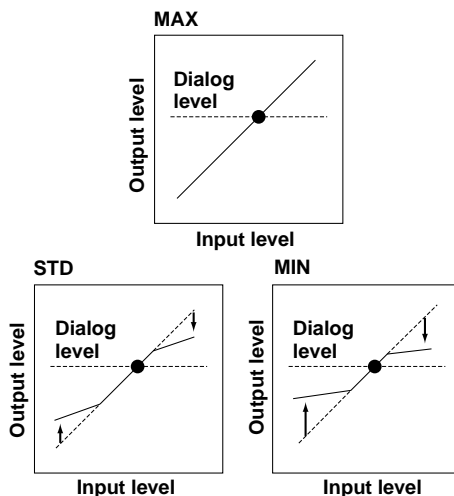 MAX
Dialog
level
Output level
Input level
STD
Dialog
level
Output level
Input level
MIN
Dialog
level
Output level
Input level